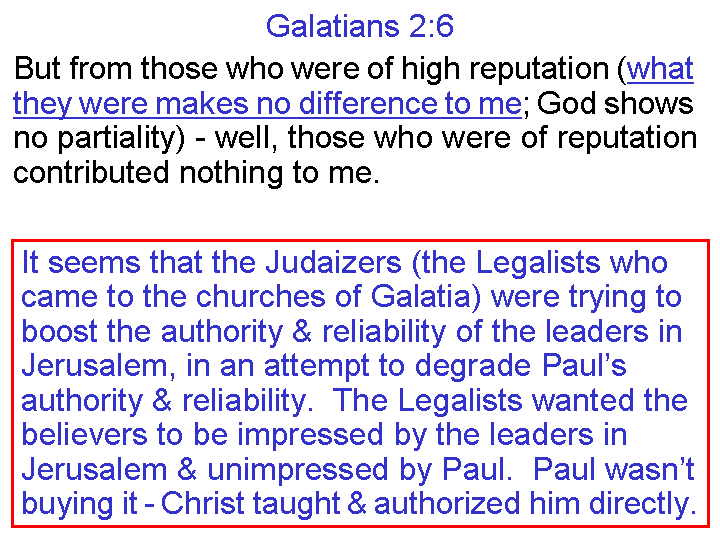 Galatians 2:6
But from those who were of high reputation (what
they were makes no difference to me; God shows
no partiality) - well, those who were of reputation
contributed nothing to me.
It seems that the Judaizers (the Legalists who
came to the churches of Galatia) were trying to
boost the authority & reliability of the leaders in
Jerusalem, in an attempt to degrade Paul’s
authority & reliability.  The Legalists wanted the
believers to be impressed by the leaders in
Jerusalem & unimpressed by Paul.  Paul wasn’t
buying it - Christ taught & authorized him directly.